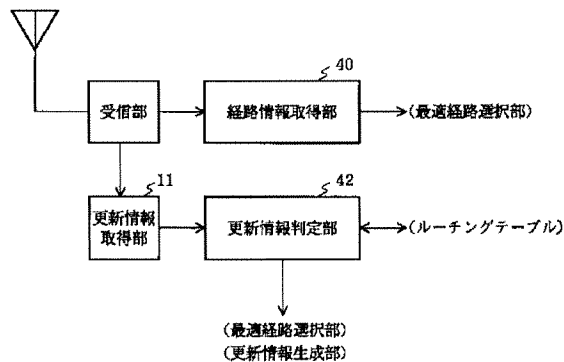 40
受信部
経路情報取得部
(最適経路選択部)
11
42
更新情報
取得部
更新情報判定部
(ルーチングテーブル)
(最適経路選択部)
(更新情報生成部)